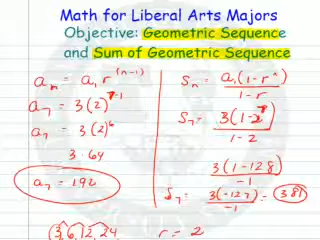 Math for Liberal Arts Majors
Objective: Geometric Sequence
and Sum of Geometric Sequence
aₙ = a₁ r⁽ⁿ⁻¹⁾
a₇ = 3(2)⁷⁻¹
a₇ = 3(2)⁶
3·64
a₇ = 192
Sₙ = a₁(1-rⁿ)
1-r
S₇ = 3(1-2⁷)
1-2
3(1-128)
-1
S₇ = 3(-127) = 381
-1
(3,6,12,24,
r = 2